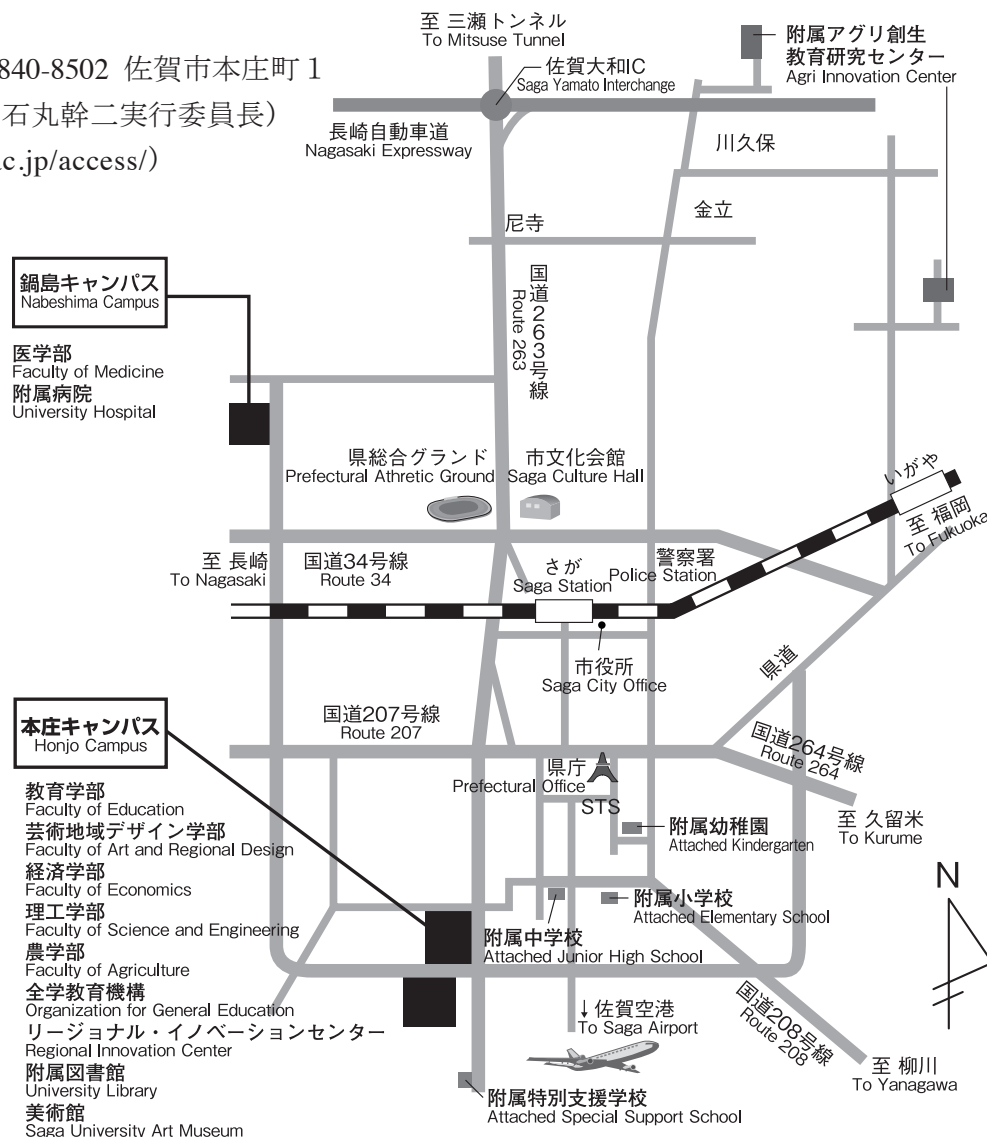 至 三瀬トンネル
To Mitsuse Tunnel
附属アグリ創生
教育研究センター
Agri Innovation Center
840-8502 佐賀市本庄町1
佐賀大和IC
Saga Yamato Interchange
石丸幹二実行委員長）
長崎自動車道
Nagasaki Expressway
ac.jp/access/）
川久保
金立
尼寺
国道263号線
Route 263
鍋島キャンパス
Nabeshima Campus
医学部
Faculty of Medicine
附属病院
University Hospital
県総合グランド
Prefectural Athretic Ground
市文化会館
Saga Culture Hall
いがや
至 福岡
To Fukuoka
至 長崎
To Nagasaki
国道34号線
Route 34
さが
Saga Station
警察署
Police Station
市役所
Saga City Office
県道
国道207号線
Route 207
国道264号線
Route 264
至 久留米
To Kurume
県庁
Prefectural Office
STS
本庄キャンパス
Honjo Campus
教育学部
Faculty of Education
芸術地域デザイン学部
Faculty of Art and Regional Design
経済学部
Faculty of Economics
理工学部
Faculty of Science and Engineering
農学部
Faculty of Agriculture
全学教育機構
Organization for General Education
リージョナル・イノベーションセンター
Regional Innovation Center
附属図書館
University Library
美術館
Saga University Art Museum
附属幼稚園
Attached Kindergarten
附属小学校
Attached Elementary School
附属中学校
Attached Junior High School
N
↓佐賀空港
To Saga Airport
国道208号線
Route 208
至 柳川
To Yanagawa
附属特別支援学校
Attached Special Support School